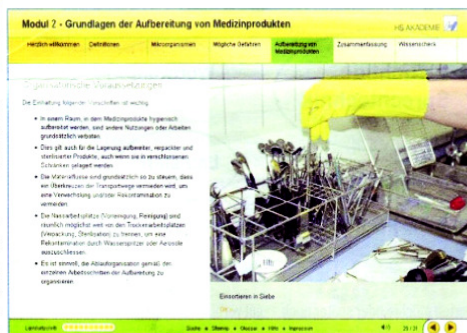 Modul 2 - Grundlagen der Aufbereitung von Medizinprodukten
AKADEMIE
Herzlich willkommen
Definitionen
Mikroorganismen
Mögliche Gefahren
Aufbereitung von
Medizinprodukten
Zusammenfassung
Wissenscheck
Organisatorische Voraussetzungen
Die Einhaltung folgender Vorschriften ist wichtig:
• In einem Raum, in dem Medizinprodukte hygienisch
aufbereitet werden, sind andere Nutzungen oder Arbeiten
grundsätzlich verboten.
• Dies gilt auch für die Lagerung aufbereiteter, verpackter und
sterilisierter Produkte, auch wenn sie in verschlossenen
Schränken gelagert werden.
• Die Materialflüsse sind grundsätzlich so zu steuern, dass
ein Überkreuzen der Transportwege vermieden wird, um
eine Verwechslung und/oder Rekontamination zu
vermeiden.
• Die Nassarbeitsplätze (Vorreinigung, Reinigung) sind
räumlich möglichst weit von den Trockenarbeitsplätzen
(Verpackung, Sterilisation) zu trennen, um eine
Rekontamination durch Wasserspritzer oder Aerosole
auszuschliessen.
• Es ist sinnvoll, die Ablauforganisation gemäß den
einzelnen Arbeitsschritten der Aufbereitung zu
organisieren.
Einsortieren in Siebe
Suche
Sitemap
Glossar
Hilfe
Impressum